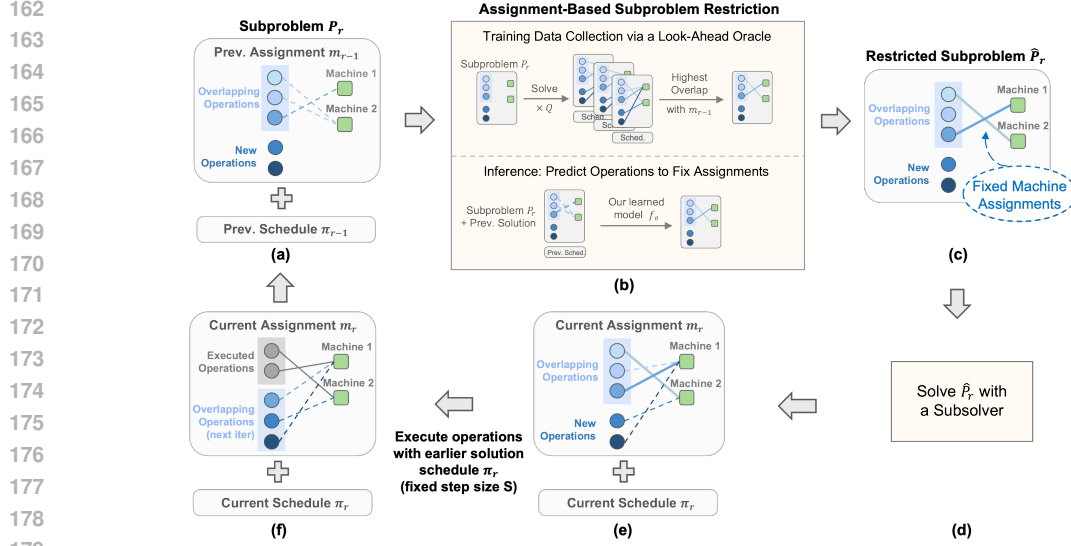 162
163
164
165
166
167
168
169
170
171
172
173
174
175
176
177
178
Subproblem P_r
Prev. Assignment m_{r−1}
Overlapping
Operations
Machine 1
Machine 2
New
Operations
Prev. Schedule π_{r−1}
(a)
Assignment-Based Subproblem Restriction
Training Data Collection via a Look-Ahead Oracle
Subproblem P_r
Solve
× Q
Sched.
Highest
Overlap
with m_{r−1}
Inference: Predict Operations to Fix Assignments
Subproblem P_r
+ Prev. Solution
Prev. Sched.
Our learned
model f_θ
(b)
Restricted Subproblem P̂_r
Overlapping
Operations
Machine 1
Machine 2
New
Operations
Fixed Machine
Assignments
(c)
Solve P̂_r with
a Subsolver
(d)
Current Assignment m_r
Overlapping
Operations
Machine 1
Machine 2
New
Operations
Current Schedule π_r
(e)
Execute operations
with earlier solution
schedule π_r
(fixed step size S)
Current Assignment m_r
Executed
Operations
Machine 1
Machine 2
Overlapping
Operations
(next iter)
Current Schedule π_r
(f)